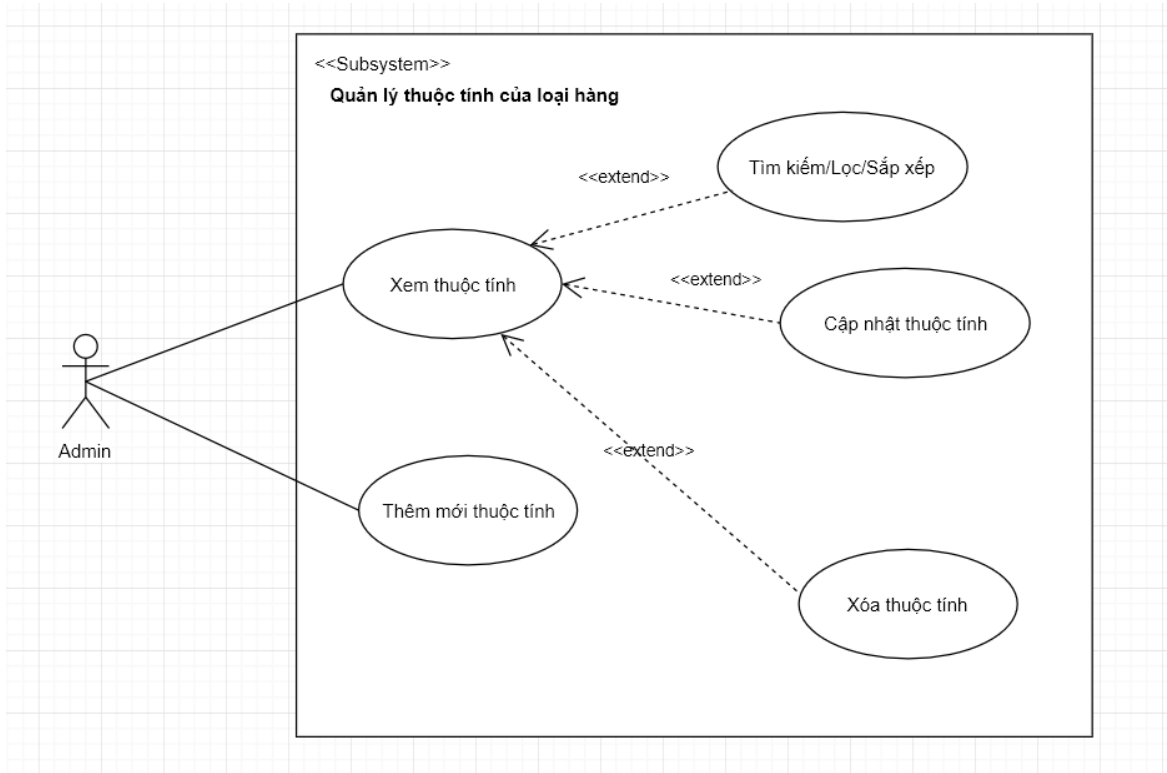 <<Subsystem>>
Quản lý thuộc tính của loại hàng
Tìm kiếm/Lọc/Sắp xếp
<<extend>>
Xem thuộc tính
<<extend>>
Cập nhật thuộc tính
Admin
<<extend>>
Thêm mới thuộc tính
Xóa thuộc tính